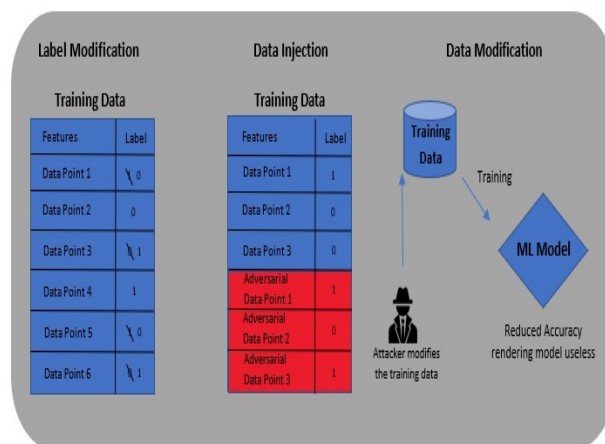 Label Modification
Training Data
Features Label
Data Point 1 1 0
Data Point 2 0
Data Point 3 0 1
Data Point 4 1
Data Point 5 1 0
Data Point 6 0 1
Data Injection
Training Data
Features Label
Data Point 1 1
Data Point 2 0
Data Point 3 0
Adversarial
Data Point 1 1
Adversarial
Data Point 2 0
Adversarial
Data Point 3 1
Data Modification
Training
Data
Training
ML Model
Reduced Accuracy
rendering model useless
Attacker modifies
the training data